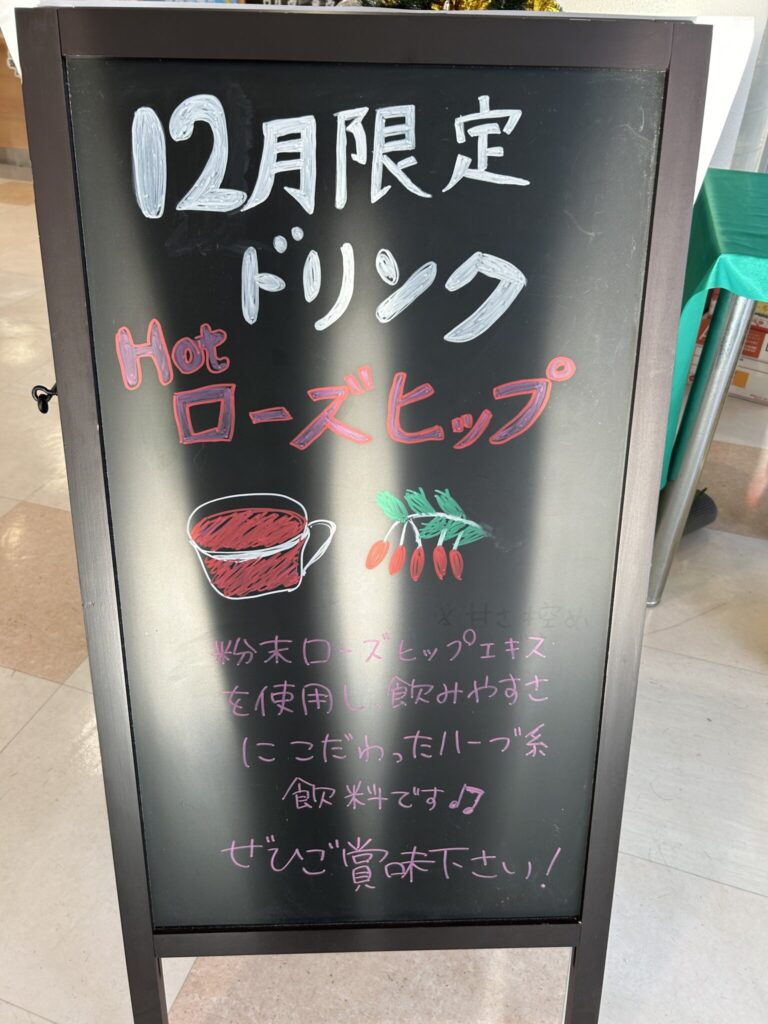 12月限定
ドリンク
Hot
ローズヒップ
粉末ローズヒップエキス
を使用し、飲みやすさ
にこだわったハーブ系
飲料です♫
ぜひご賞味下さい!